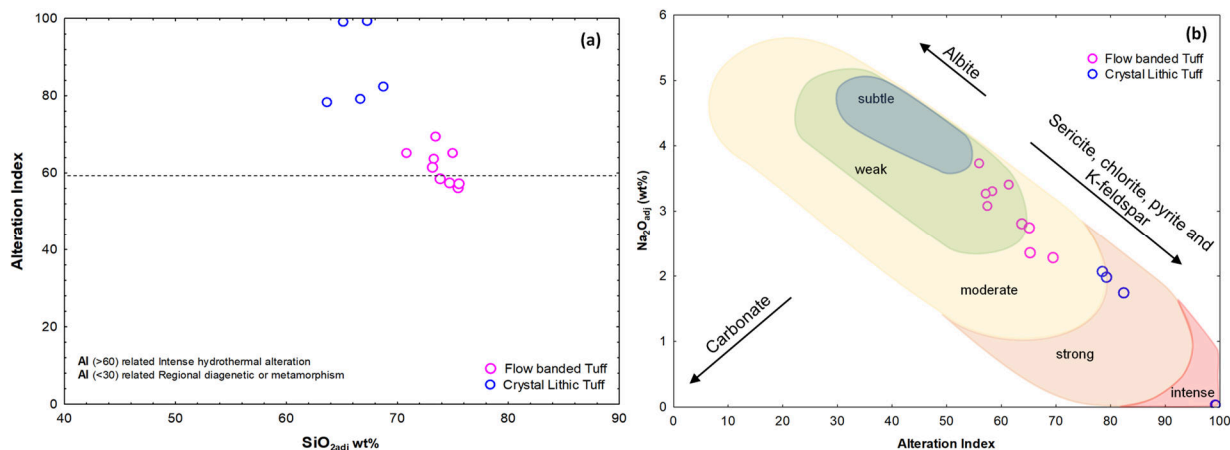 (a)
100
80
60
40
20
0
Alteration Index
AI (>60) related Intense hydrothermal alteration
AI (<30) related Regional diagenetic or metamorphism
Flow banded Tuff
Crystal Lithic Tuff
40
50
60
70
80
90
SiO2adj wt%
(b)
6
5
4
3
2
1
0
Na2Oadj (wt%)
Flow banded Tuff
Crystal Lithic Tuff
Albite
subtle
weak
Sericite, chlorite, pyrite and
K-feldspar
moderate
Carbonate
strong
intense
0
10
20
30
40
50
60
70
80
90
100
Alteration Index